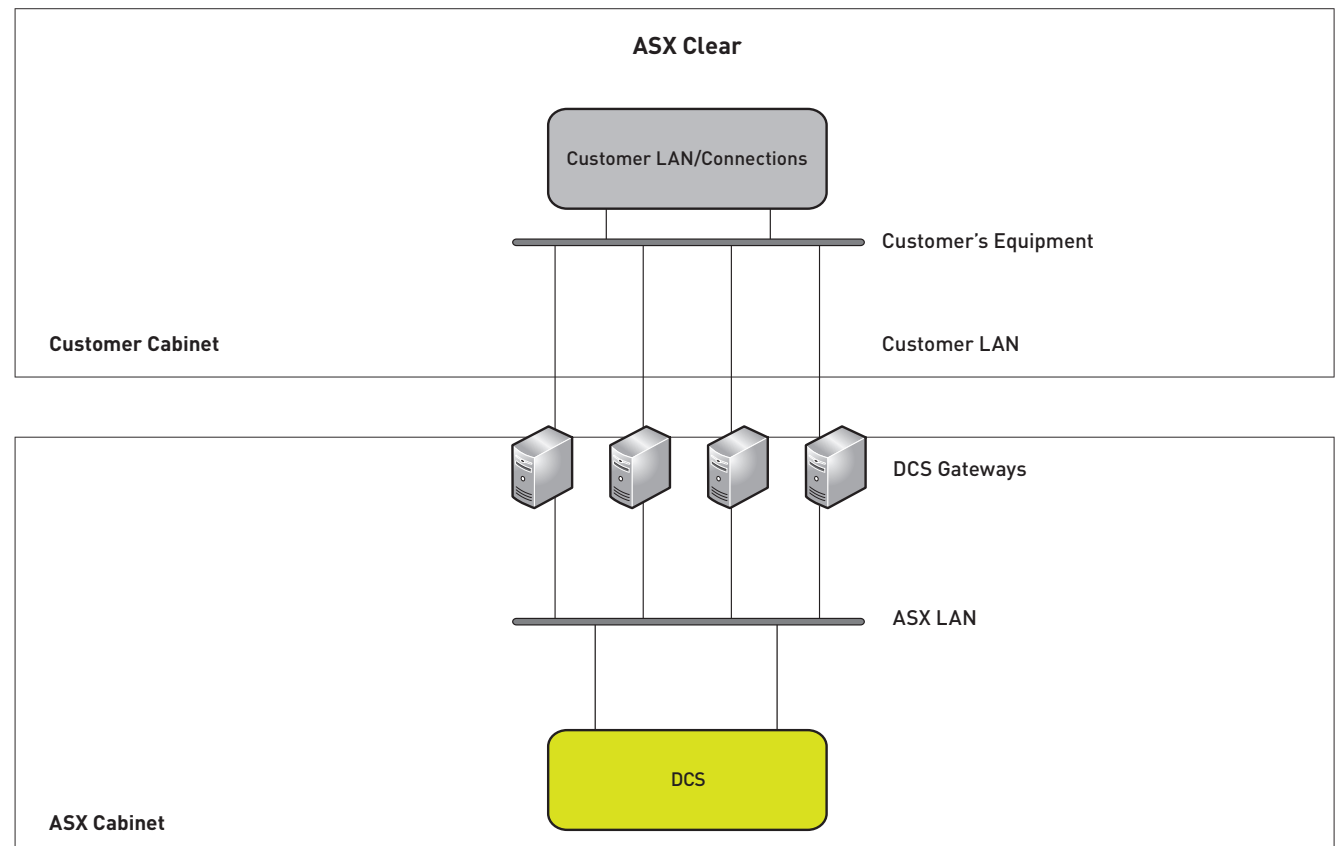 ASX Clear
Customer LAN/Connections
Customer's Equipment
Customer Cabinet
Customer LAN
DCS Gateways
ASX LAN
DCS
ASX Cabinet